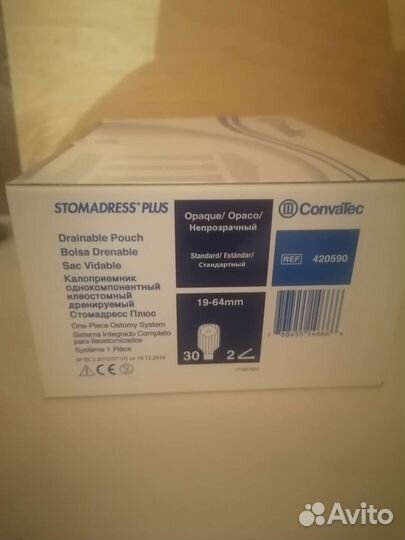 STOMADRESS® PLUS
Drainable Pouch
Bolsa Drenable
Sac Vidable
Калоприемник
однокомпонентный
илеостомный
дренируемый
Стомадресс Плюс
One-Piece Ostomy System
Sistema Integrado Completo
para Ileostomizados
Système 1 Pièce
CE
Opaque/ Opaco/
Непрозрачный
Standard/ Estándar/
Стандартный
19-64mm
30
2
ConvaTec
REF 420590
Avito